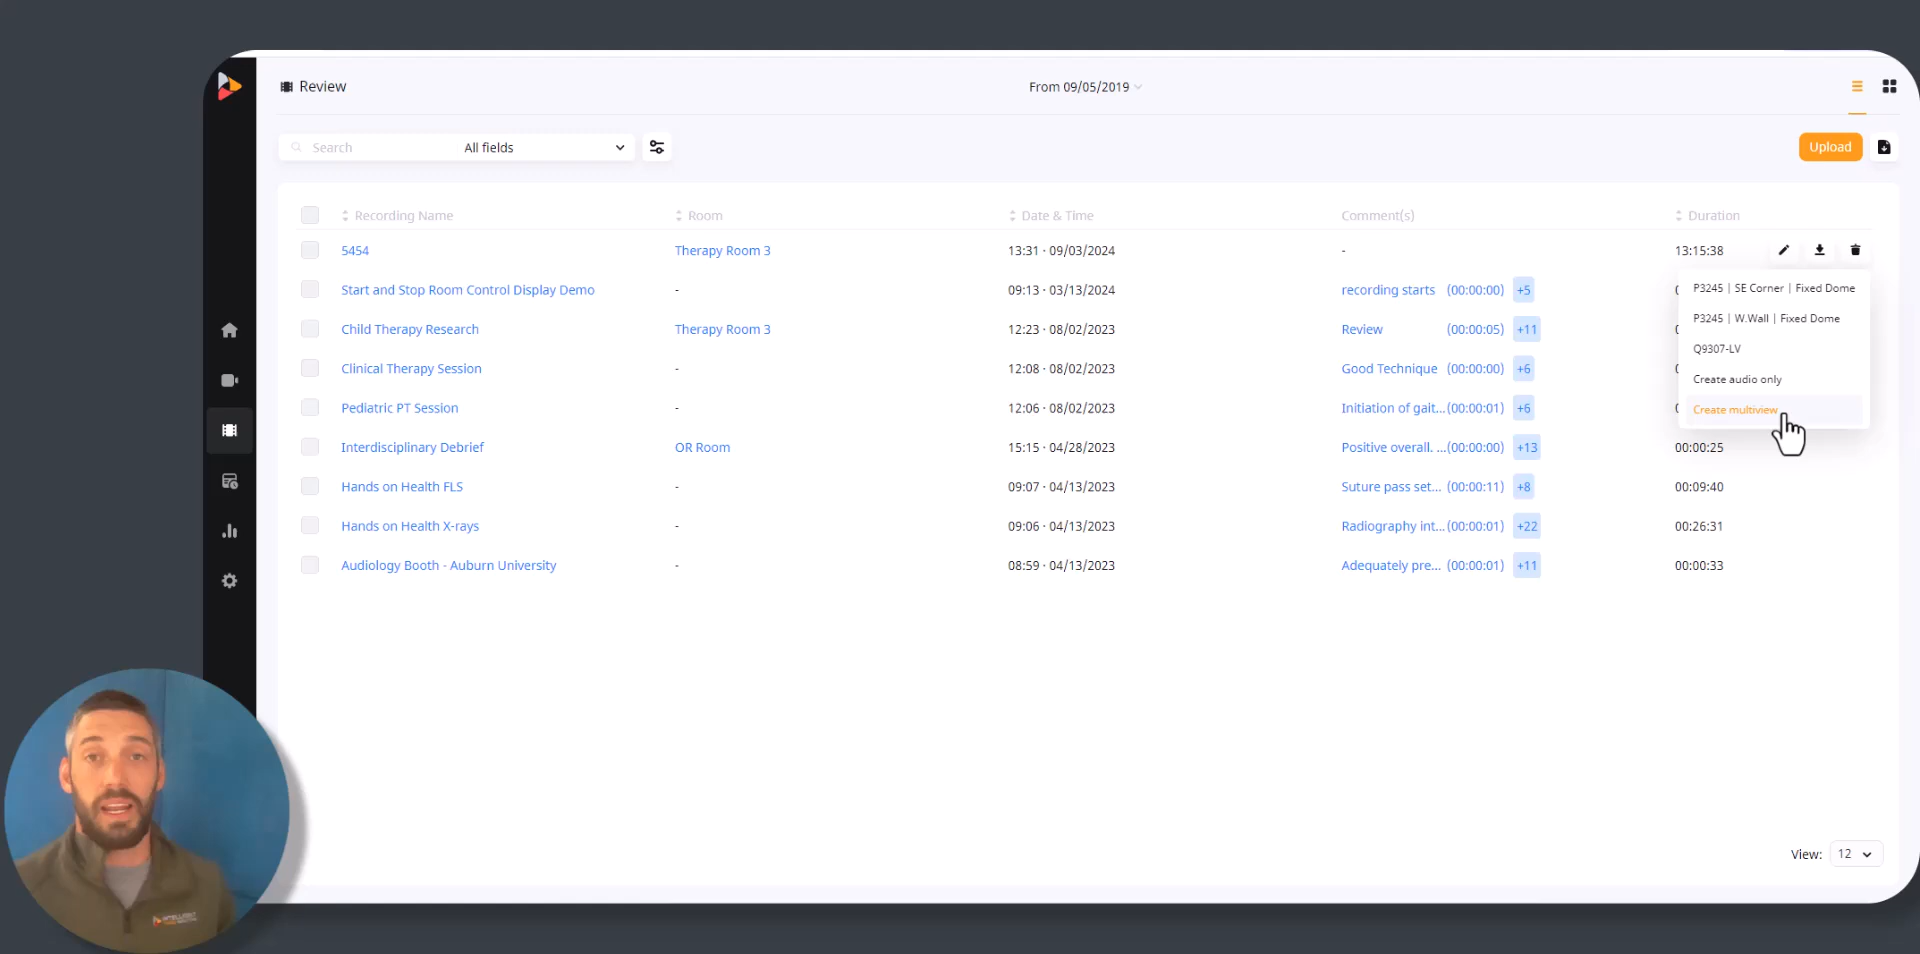 Review
From 09/05/2019
Search All fields
Upload
Recording Name Room Date & Time Comment(s) Duration
5454 Therapy Room 3 13:31 · 09/03/2024 - 13:15:38
Start and Stop Room Control Display Demo - 09:13 · 03/13/2024 recording starts (00:00:00) +5
Child Therapy Research Therapy Room 3 12:23 · 08/02/2023 Review (00:00:05) +11
Clinical Therapy Session - 12:08 · 08/02/2023 Good Technique (00:00:00) +6
Pediatric PT Session - 12:06 · 08/02/2023 Initiation of gait... (00:00:01) +6
Interdisciplinary Debrief OR Room 15:15 · 04/28/2023 Positive overall. ... (00:00:00) +13 00:00:25
Hands on Health FLS - 09:07 · 04/13/2023 Suture pass set... (00:00:11) +8 00:09:40
Hands on Health X-rays - 09:06 · 04/13/2023 Radiography int... (00:00:01) +22 00:26:31
Audiology Booth - Auburn University - 08:59 · 04/13/2023 Adequately pre... (00:00:01) +11 00:00:33
P3245 | SE Corner | Fixed Dome
P3245 | W.Wall | Fixed Dome
Q9307-LV
Create audio only
Create multiview
View: 12